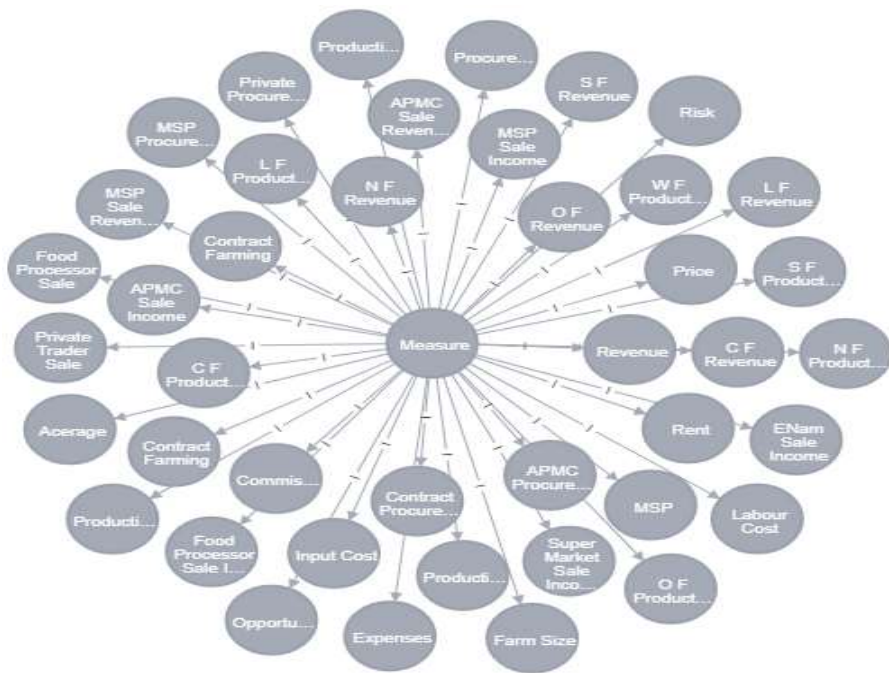 Producti...
Procure...
Private
Procure...
S F
Revenue
APMC
Sale
Reven...
Risk
MSP
Procure...
MSP
Sale
Income
L F
Product...
N F
Revenue
W F
Product...
L F
Revenue
MSP
Sale
Reven...
O F
Revenue
Contract
Farming
Food
Processor
Sale
Price
S F
Product...
APMC
Sale
Income
Private
Trader
Sale
Measure
Revenue
C F
Revenue
N F
Product...
C F
Product...
Acerage
Contract
Farming
Rent
ENam
Sale
Income
Commis...
APMC
Procure...
Producti...
Contract
Procure...
MSP
Labour
Cost
Food
Processor
Sale I...
Input Cost
Producti...
Super
Market
Sale
Inco...
O F
Product...
Opportu...
Expenses
Farm Size